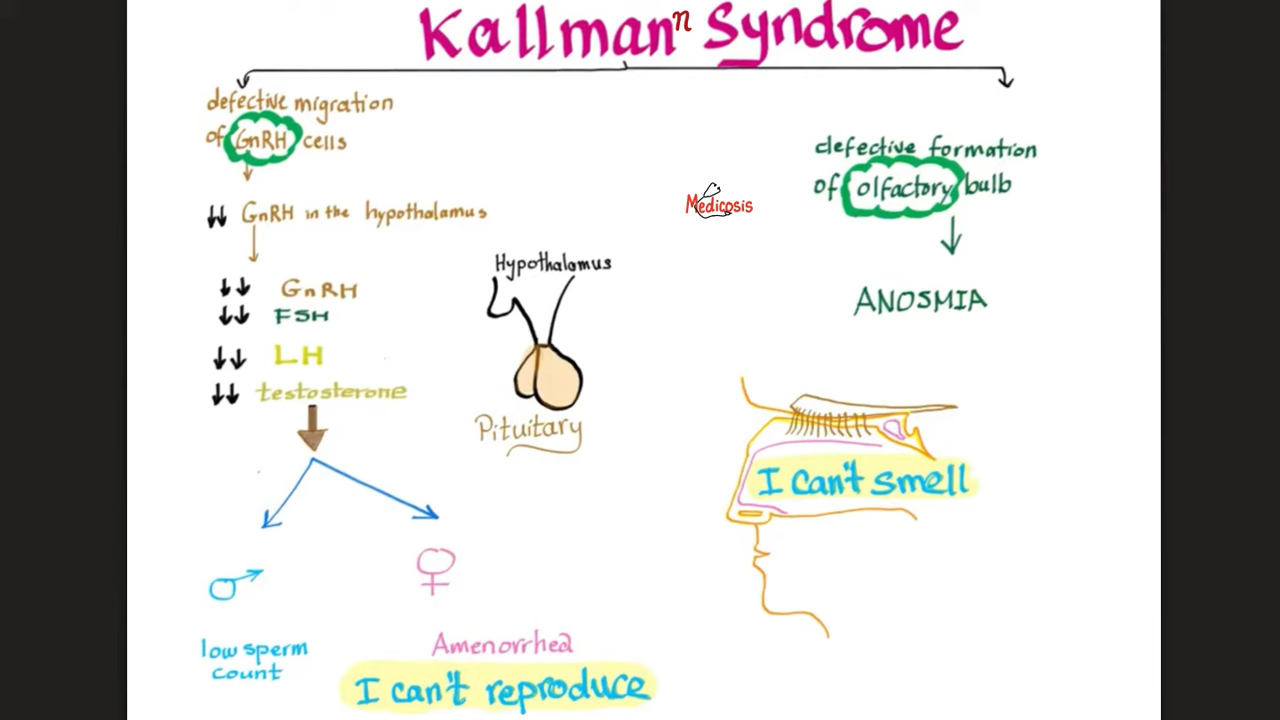 Kallmann Syndrome
defective migration
of GnRH cells
↓↓ GnRH in the hypothalamus
↓↓ GnRH
↓↓ FSH
↓↓ LH
↓↓ testosterone
♂
♀
low sperm
count
Amenorrhea
I can't reproduce
Hypothalamus
Pituitary
Medicosis
defective formation
of olfactory bulb
ANOSMIA
I can't smell